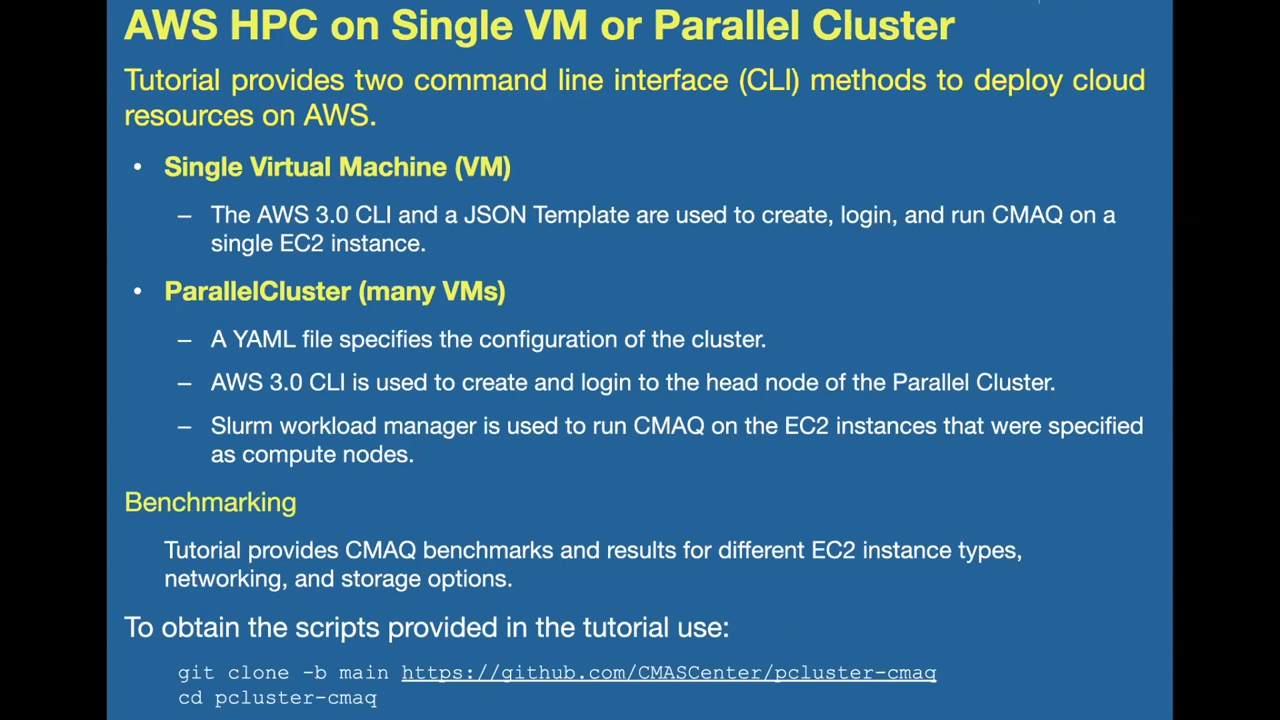 AWS HPC on Single VM or Parallel Cluster
Tutorial provides two command line interface (CLI) methods to deploy cloud
resources on AWS.
• Single Virtual Machine (VM)
– The AWS 3.0 CLI and a JSON Template are used to create, login, and run CMAQ on a
single EC2 instance.
• ParallelCluster (many VMs)
– A YAML file specifies the configuration of the cluster.
– AWS 3.0 CLI is used to create and login to the head node of the Parallel Cluster.
– Slurm workload manager is used to run CMAQ on the EC2 instances that were specified
as compute nodes.
Benchmarking
Tutorial provides CMAQ benchmarks and results for different EC2 instance types,
networking, and storage options.
To obtain the scripts provided in the tutorial use:
git clone -b main https://github.com/CMASCenter/pcluster-cmaq
cd pcluster-cmaq